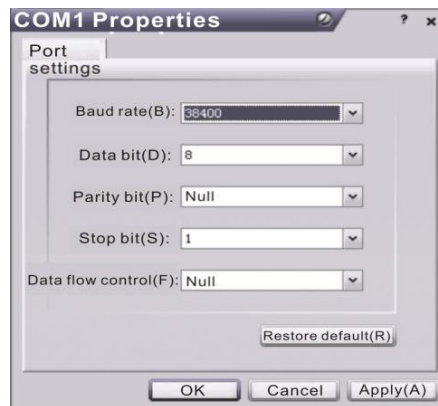 COM1 Properties ? x
Port
settings
Baud rate(B): 38400
Data bit(D): 8
Parity bit(P): Null
Stop bit(S): 1
Data flow control(F): Null
Restore default(R)
OK Cancel Apply(A)